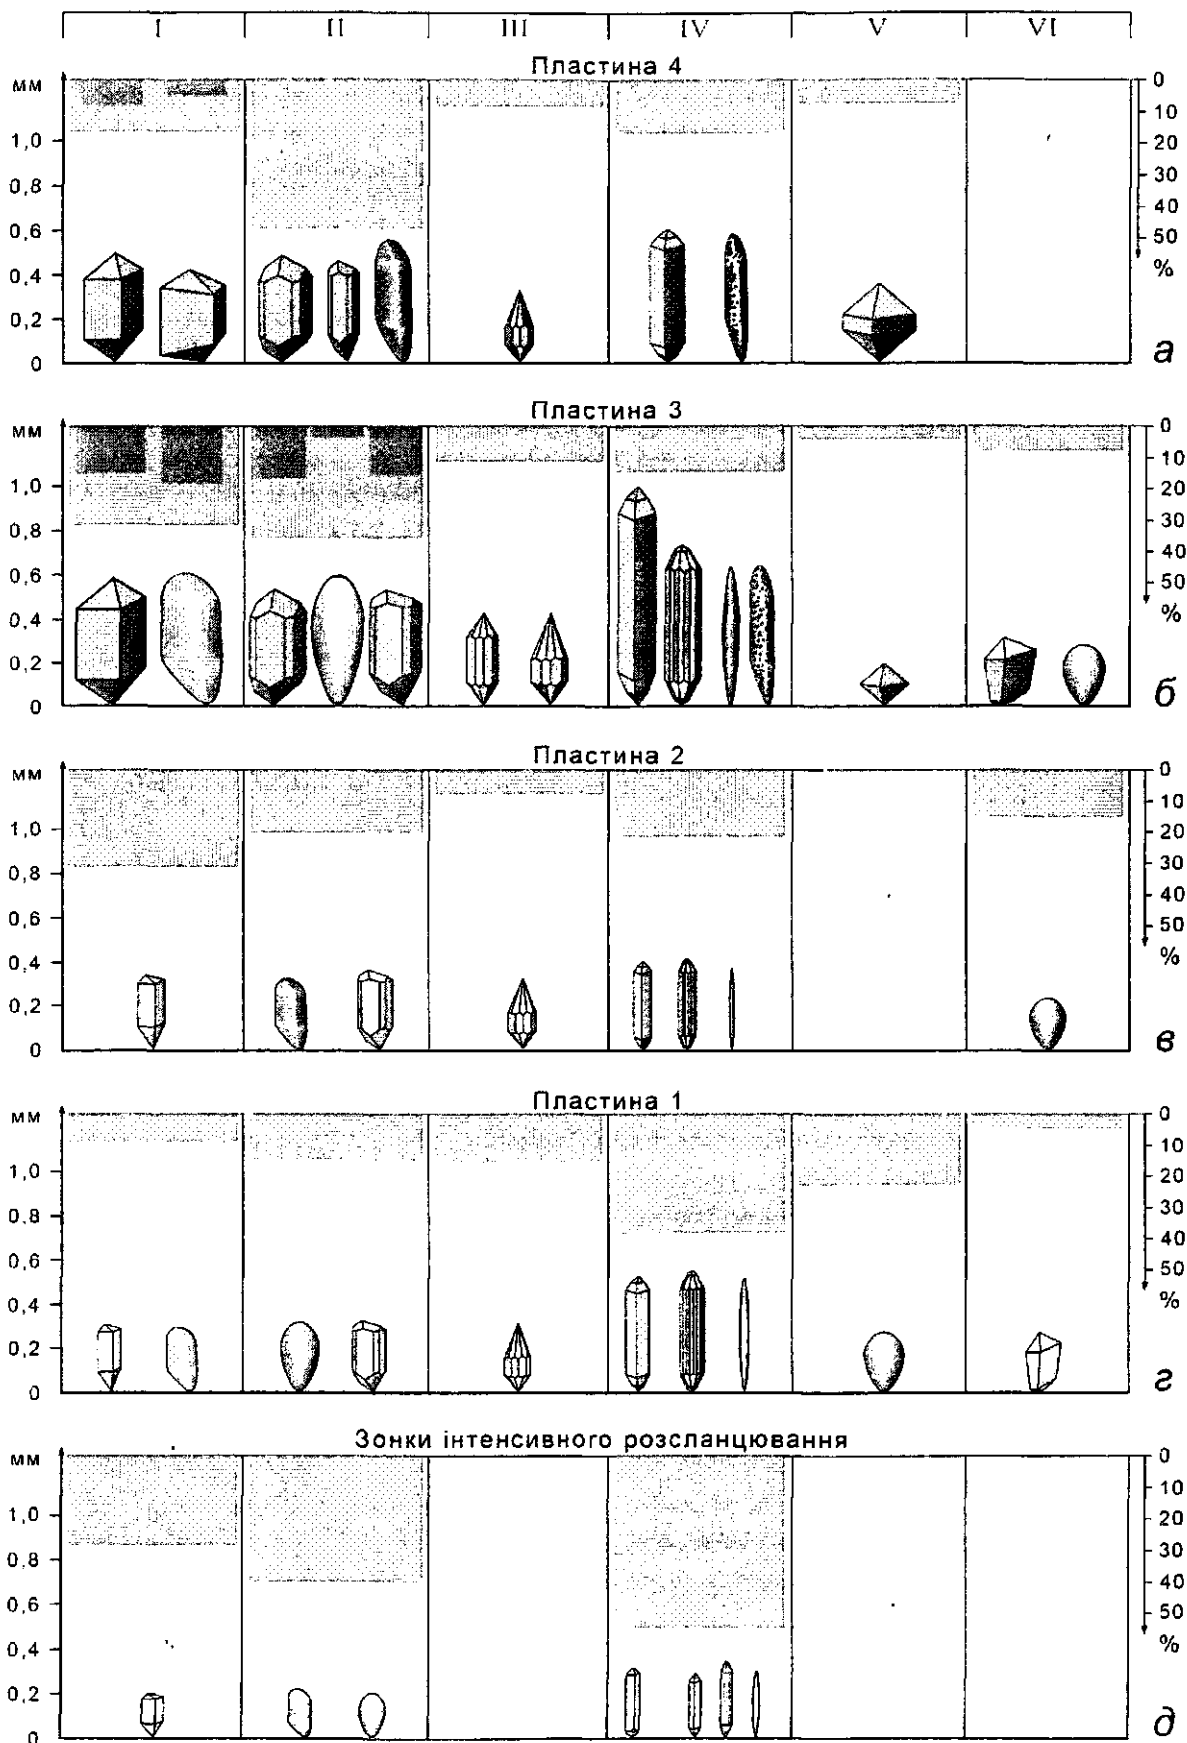 I II III IV V VI
Пластина 4
мм 0
1,0 10
20
0,8 30
0,6 40
50
0,4 %
0,2
0 а
Пластина 3
мм 0
10
1,0 20
0,8 30
40
0,6 50
0,4 %
0,2
0 б
Пластина 2
мм 0
10
1,0 20
0,8 30
40
0,6 50
0,4 %
0,2
0 в
Пластина 1
мм 0
10
1,0 20
0,8 30
40
0,6 50
0,4 %
0,2
0 г
Зонки інтенсивного розсланцювання
мм 0
10
1,0 20
0,8 30
40
0,6 50
0,4 %
0,2
0 д